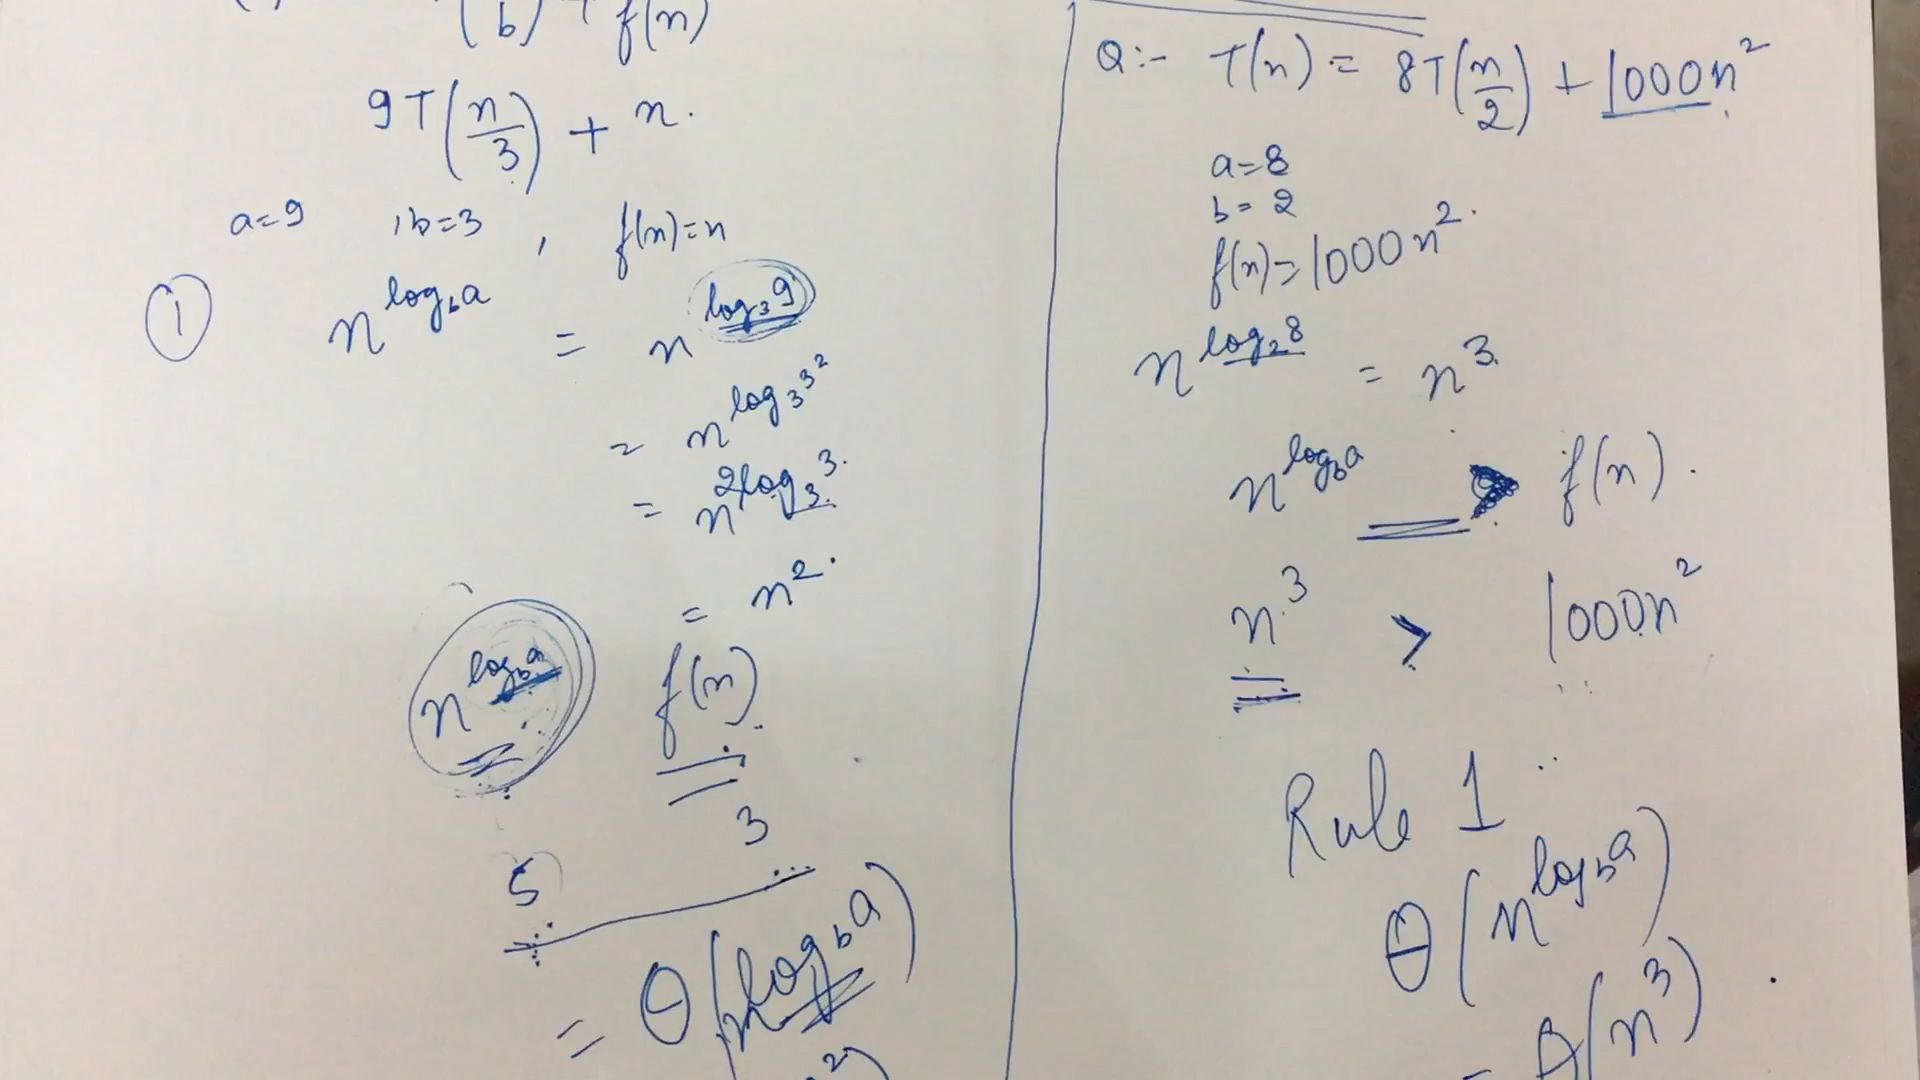 (b) + f(n)
9T(n/3) + n.
a=9 , b=3 , f(n)=n
① n^log_b a = n^log_3 9
= n^log_3 3^2
= n^2log_3 3.
= n^2.
n^log_b a f(n)
5 3
= θ(n^log_b a)
2)
Q:- T(n) = 8T(n/2) + 1000n^2
a=8
b=2
f(n)=1000n^2.
n^log_2 8 = n^3.
n^log_b a > f(n).
n^3 > 1000n^2
Rule 1
θ(n^log_b a)
= θ(n^3)